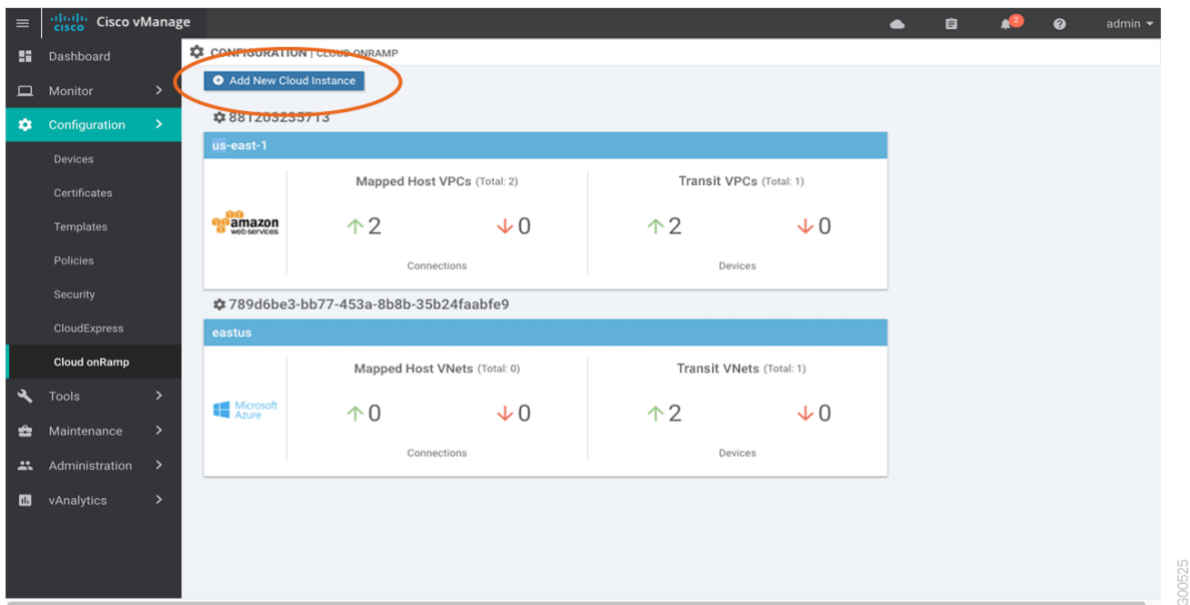 cisco Cisco vManage
2
admin
Dashboard
Monitor
Configuration
Devices
Certificates
Templates
Policies
Security
CloudExpress
Cloud onRamp
Tools
Maintenance
Administration
vAnalytics
CONFIGURATION | CLOUD ONRAMP
Add New Cloud Instance
881203235713
us-east-1
amazon
web services
Mapped Host VPCs (Total: 2)
2
0
Connections
Transit VPCs (Total: 1)
2
0
Devices
789d6be3-bb77-453a-8b8b-35b24faabfe9
eastus
Microsoft
Azure
Mapped Host VNets (Total: 0)
0
0
Connections
Transit VNets (Total: 1)
2
0
Devices
G00525